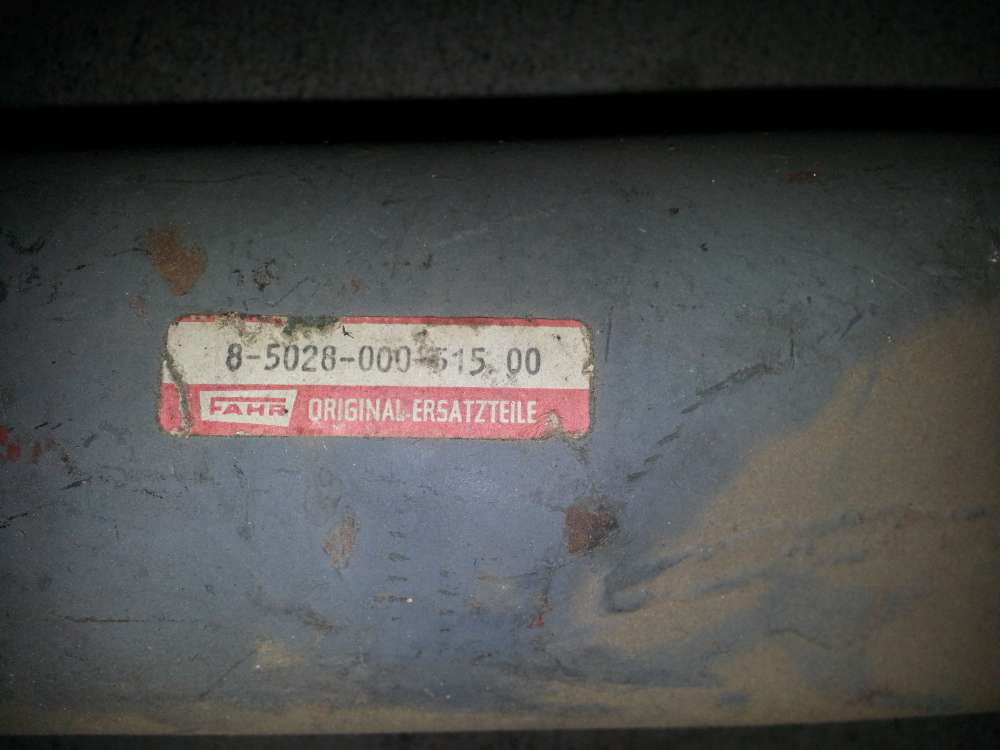 8-5028-000-515.00
FAHR ORIGINAL-ERSATZTEILE